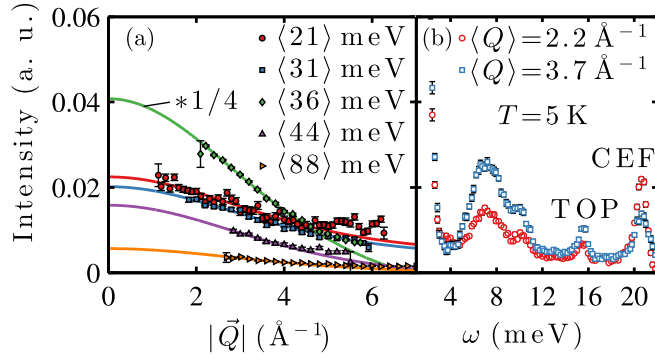 Intensity (a. u.)
0.06
0.04
0.02
0
(a)
⟨21⟩ meV
⟨31⟩ meV
⟨36⟩ meV
⟨44⟩ meV
⟨88⟩ meV
*1/4
0 2 4 6
|Q⃗| (Å⁻¹)
(b)
⟨Q⟩=2.2 Å⁻¹
⟨Q⟩=3.7 Å⁻¹
T=5 K
CEF
TOP
4 8 12 16 20
ω (meV)